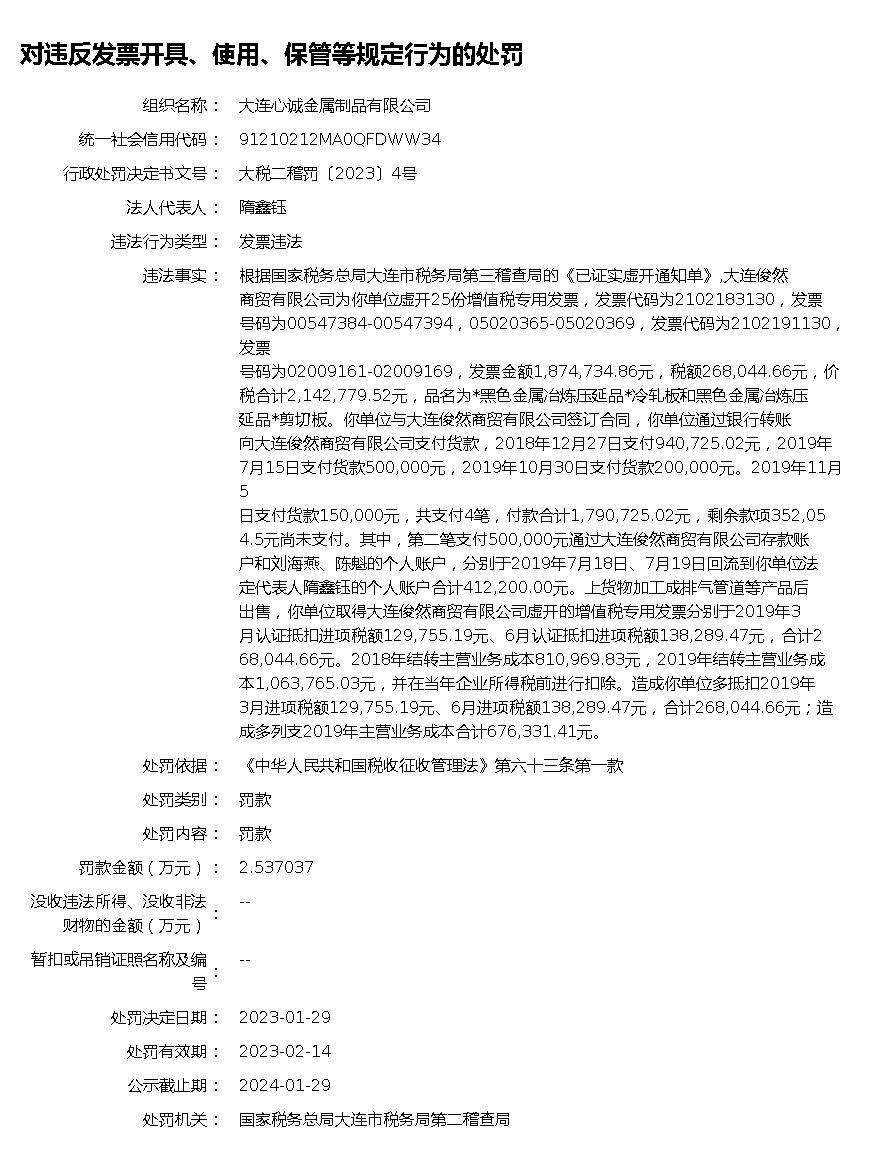 对违反发票开具、使用、保管等规定行为的处罚
组织名称： 大连心诚金属制品有限公司
统一社会信用代码： 91210212MA0QFDWW34
行政处罚决定书文号： 大税二稽罚〔2023〕4号
法人代表人： 隋鑫钰
违法行为类型： 发票违法
违法事实： 根据国家税务总局大连市税务局第三稽查局的《已证实虚开通知单》,大连俊然
商贸有限公司为你单位虚开25份增值税专用发票，发票代码为2102183130，发票
号码为00547384-00547394，05020365-05020369，发票代码为2102191130，
发票
号码为02009161-02009169，发票金额1,874,734.86元，税额268,044.66元，价
税合计2,142,779.52元，品名为*黑色金属冶炼压延品*冷轧板和黑色金属冶炼压
延品*剪切板。你单位与大连俊然商贸有限公司签订合同，你单位通过银行转账
向大连俊然商贸有限公司支付货款，2018年12月27日支付940,725.02元，2019年
7月15日支付货款500,000元，2019年10月30日支付货款200,000元。2019年11月
5
日支付货款150,000元，共支付4笔，付款合计1,790,725.02元，剩余款项352,05
4.5元尚未支付。其中，第二笔支付500,000元通过大连俊然商贸有限公司存款账
户和刘海燕、陈魁的个人账户，分别于2019年7月18日、7月19日回流到你单位法
定代表人隋鑫钰的个人账户合计412,200.00元。上货物加工成排气管道等产品后
出售，你单位取得大连俊然商贸有限公司虚开的增值税专用发票分别于2019年3
月认证抵扣进项税额129,755.19元、6月认证抵扣进项税额138,289.47元，合计2
68,044.66元。2018年结转主营业务成本810,969.83元，2019年结转主营业务成
本1,063,765.03元，并在当年企业所得税前进行扣除。造成你单位多抵扣2019年
3月进项税额129,755.19元、6月进项税额138,289.47元，合计268,044.66元；造
成多列支2019年主营业务成本合计676,331.41元。
处罚依据： 《中华人民共和国税收征收管理法》第六十三条第一款
处罚类别： 罚款
处罚内容： 罚款
罚款金额（万元）： 2.537037
没收违法所得、没收非法
财物的金额（万元）： --
暂扣或吊销证照名称及编
号： --
处罚决定日期： 2023-01-29
处罚有效期： 2023-02-14
公示截止期： 2024-01-29
处罚机关： 国家税务总局大连市税务局第二稽查局